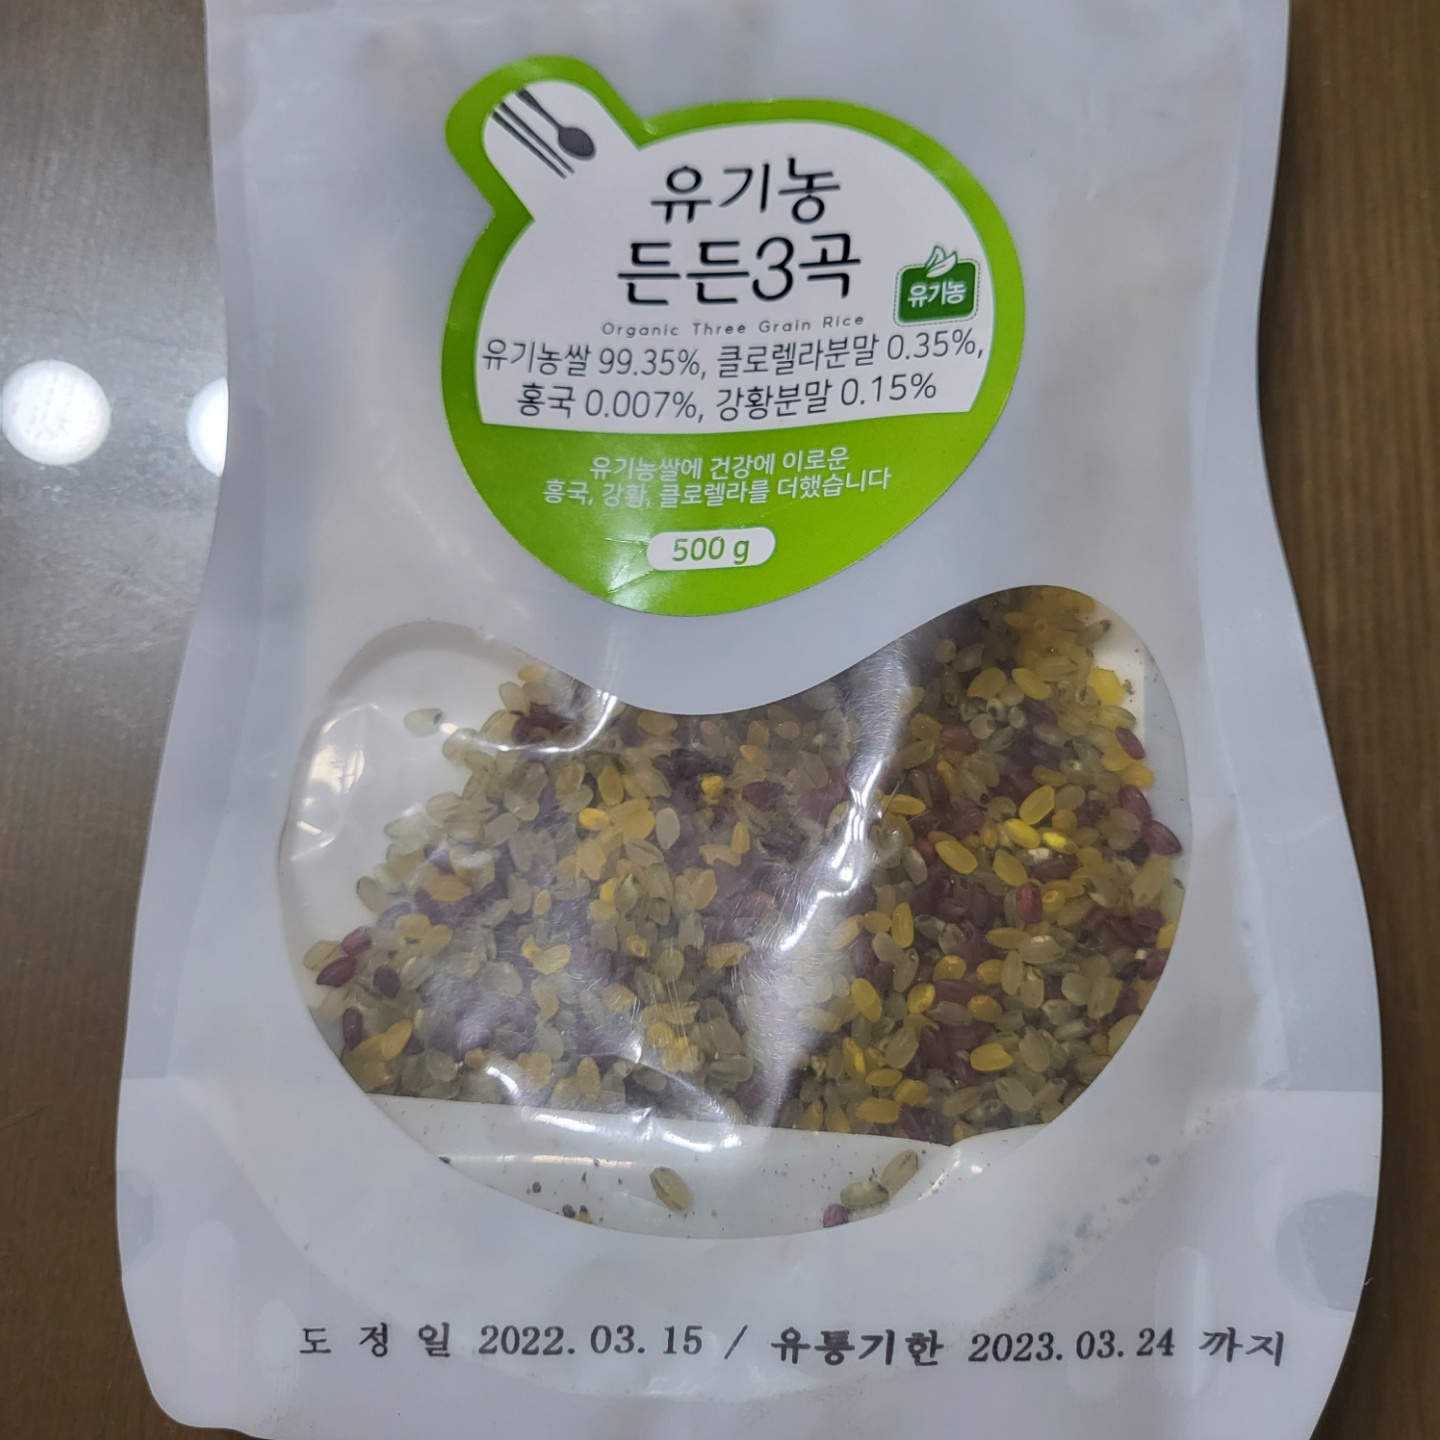 유기농
든든3곡
유기농
Organic Three Grain Rice
유기농쌀 99.35%, 클로렐라분말 0.35%,
홍국 0.007%, 강황분말 0.15%
유기농쌀에 건강에 이로운
홍국, 강황, 클로렐라를 더했습니다
500 g
도 정 일 2022. 03. 15 / 유통기한 2023. 03. 24 까지